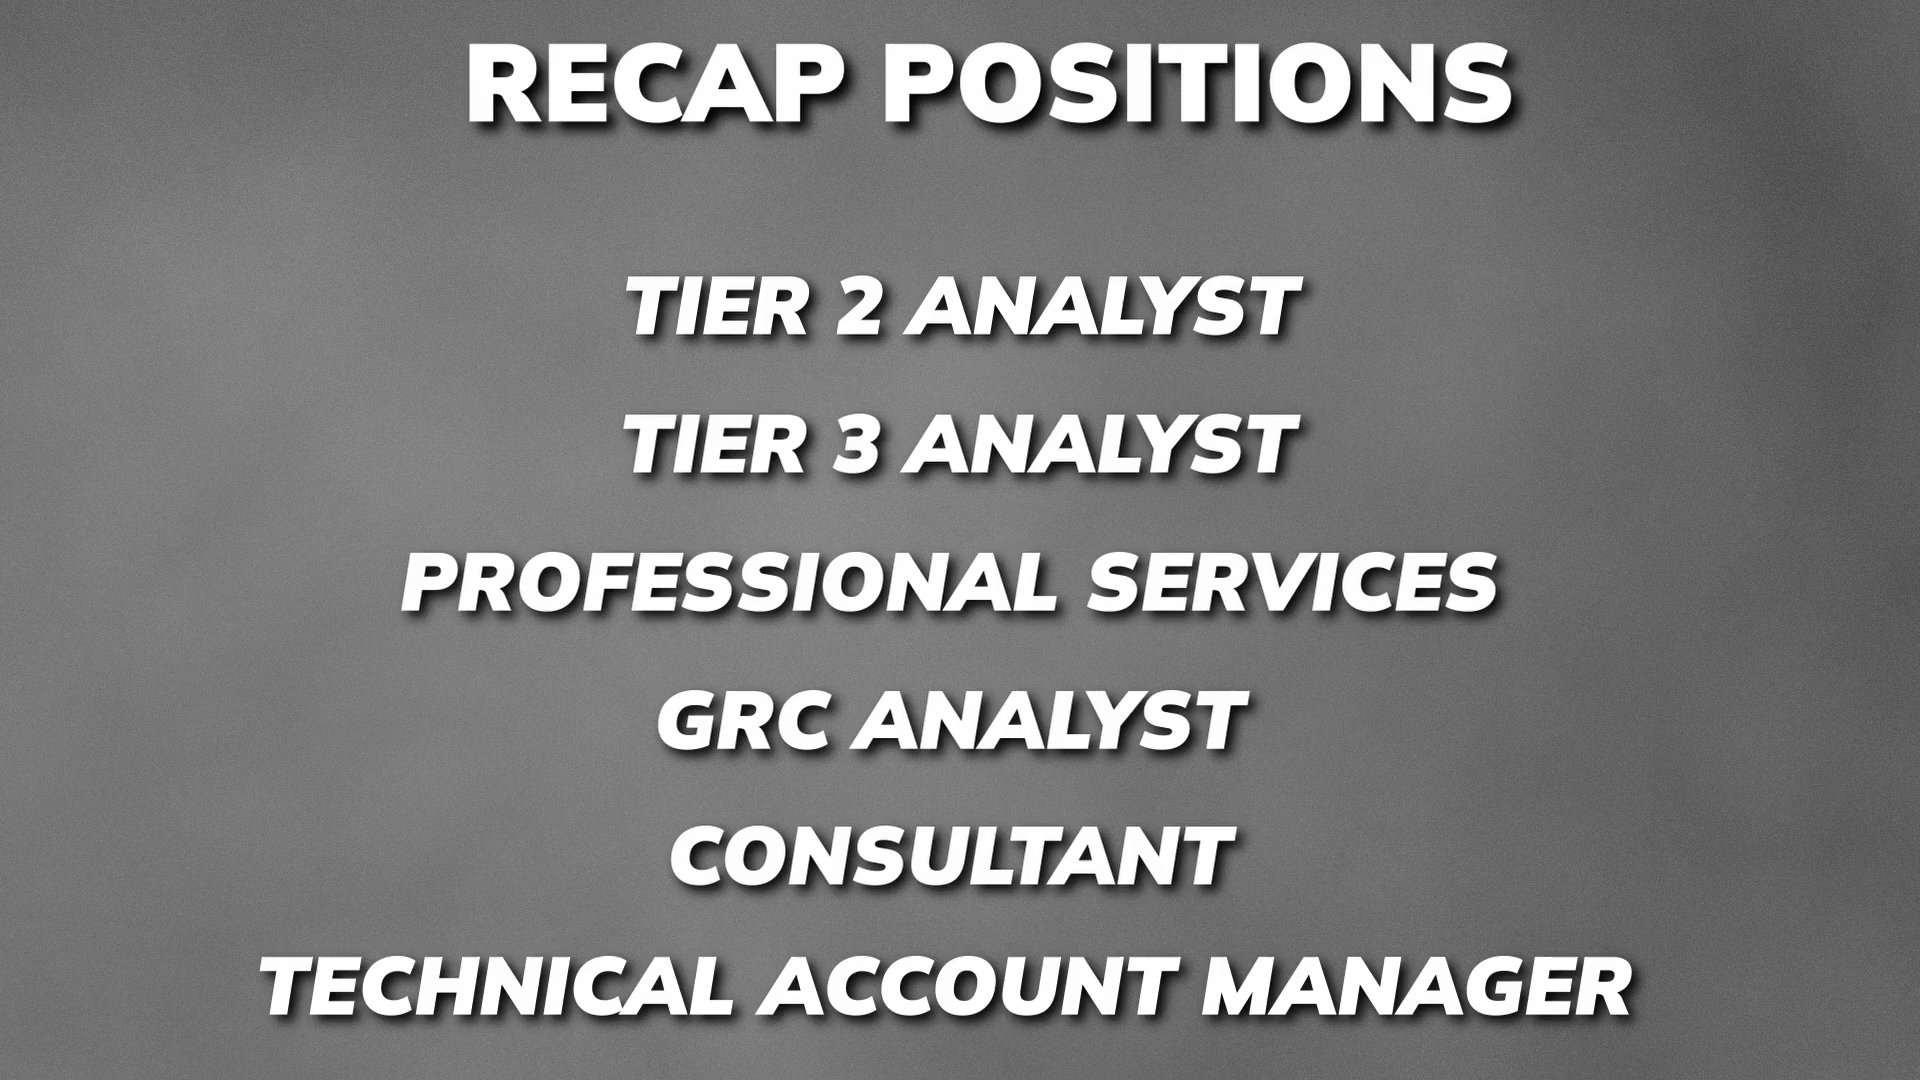 RECAP POSITIONS
TIER 2 ANALYST
TIER 3 ANALYST
PROFESSIONAL SERVICES
GRC ANALYST
CONSULTANT
TECHNICAL ACCOUNT MANAGER